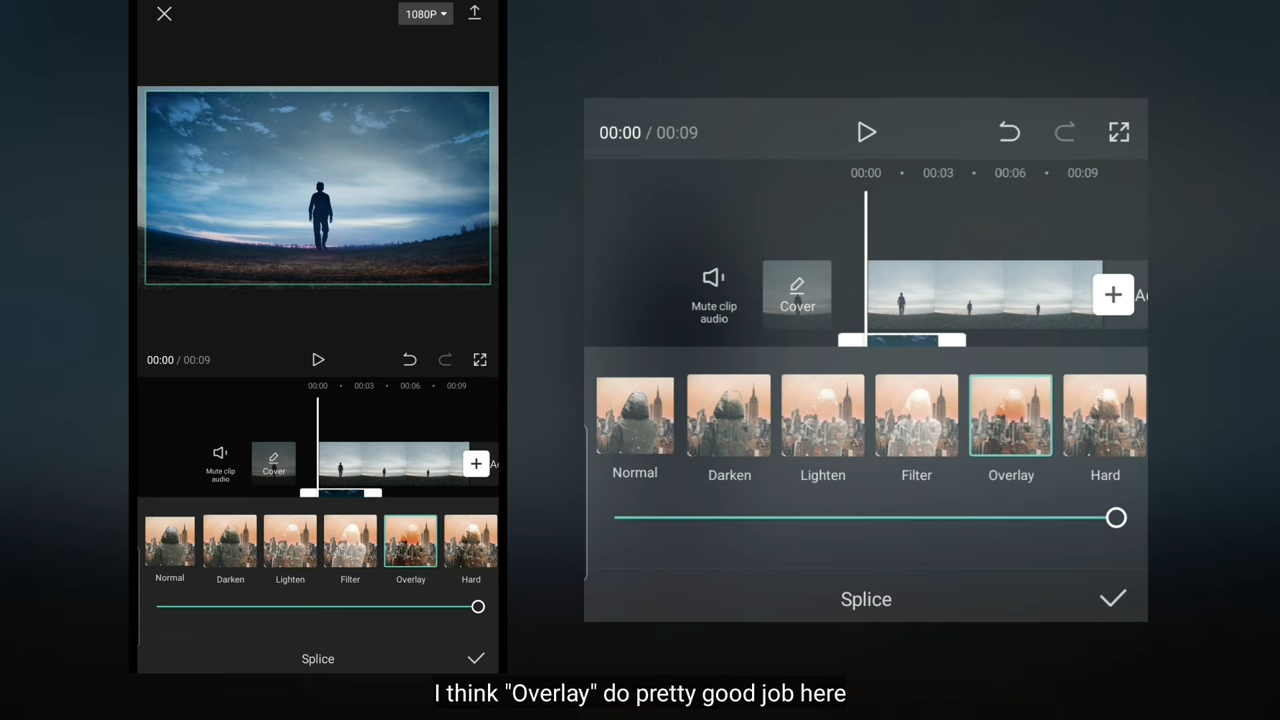 1080P
00:00 / 00:09
00:00 • 00:03 • 00:06 • 00:09
Mute clip
audio
Cover
Normal
Darken
Lighten
Filter
Overlay
Hard
Splice
00:00 / 00:09
00:00 • 00:03 • 00:06 • 00:09
Mute clip
audio
Cover
Normal
Darken
Lighten
Filter
Overlay
Hard
Splice
I think "Overlay" do pretty good job here